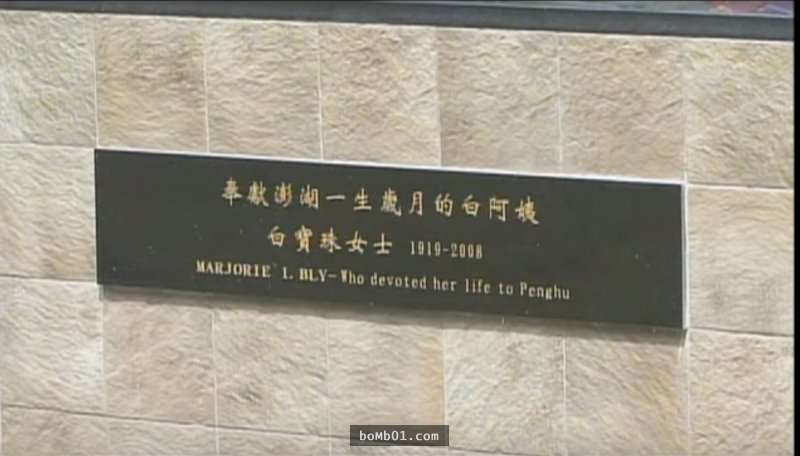 奉獻澎湖一生歲月的白阿姨
白寶珠女士 1919-2008
MARJORIE I. BLY-Who devoted her life to Penghu
boMb01.com